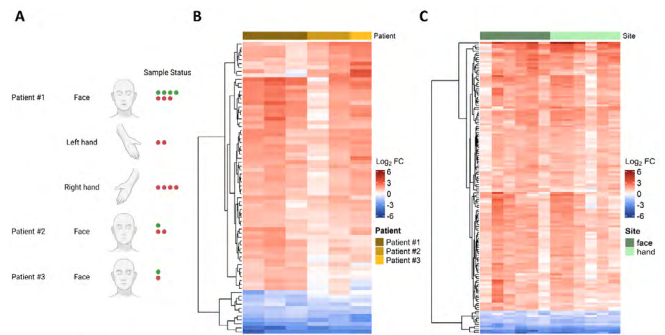 A
B
C
Sample Status
Patient #1
Face
Left hand
Right hand
Patient #2
Face
Patient #3
Face
Patient
Log2 FC
6
3
0
-3
-6
Patient
Patient #1
Patient #2
Patient #3
Site
Log2 FC
6
3
0
-3
-6
Site
face
hand